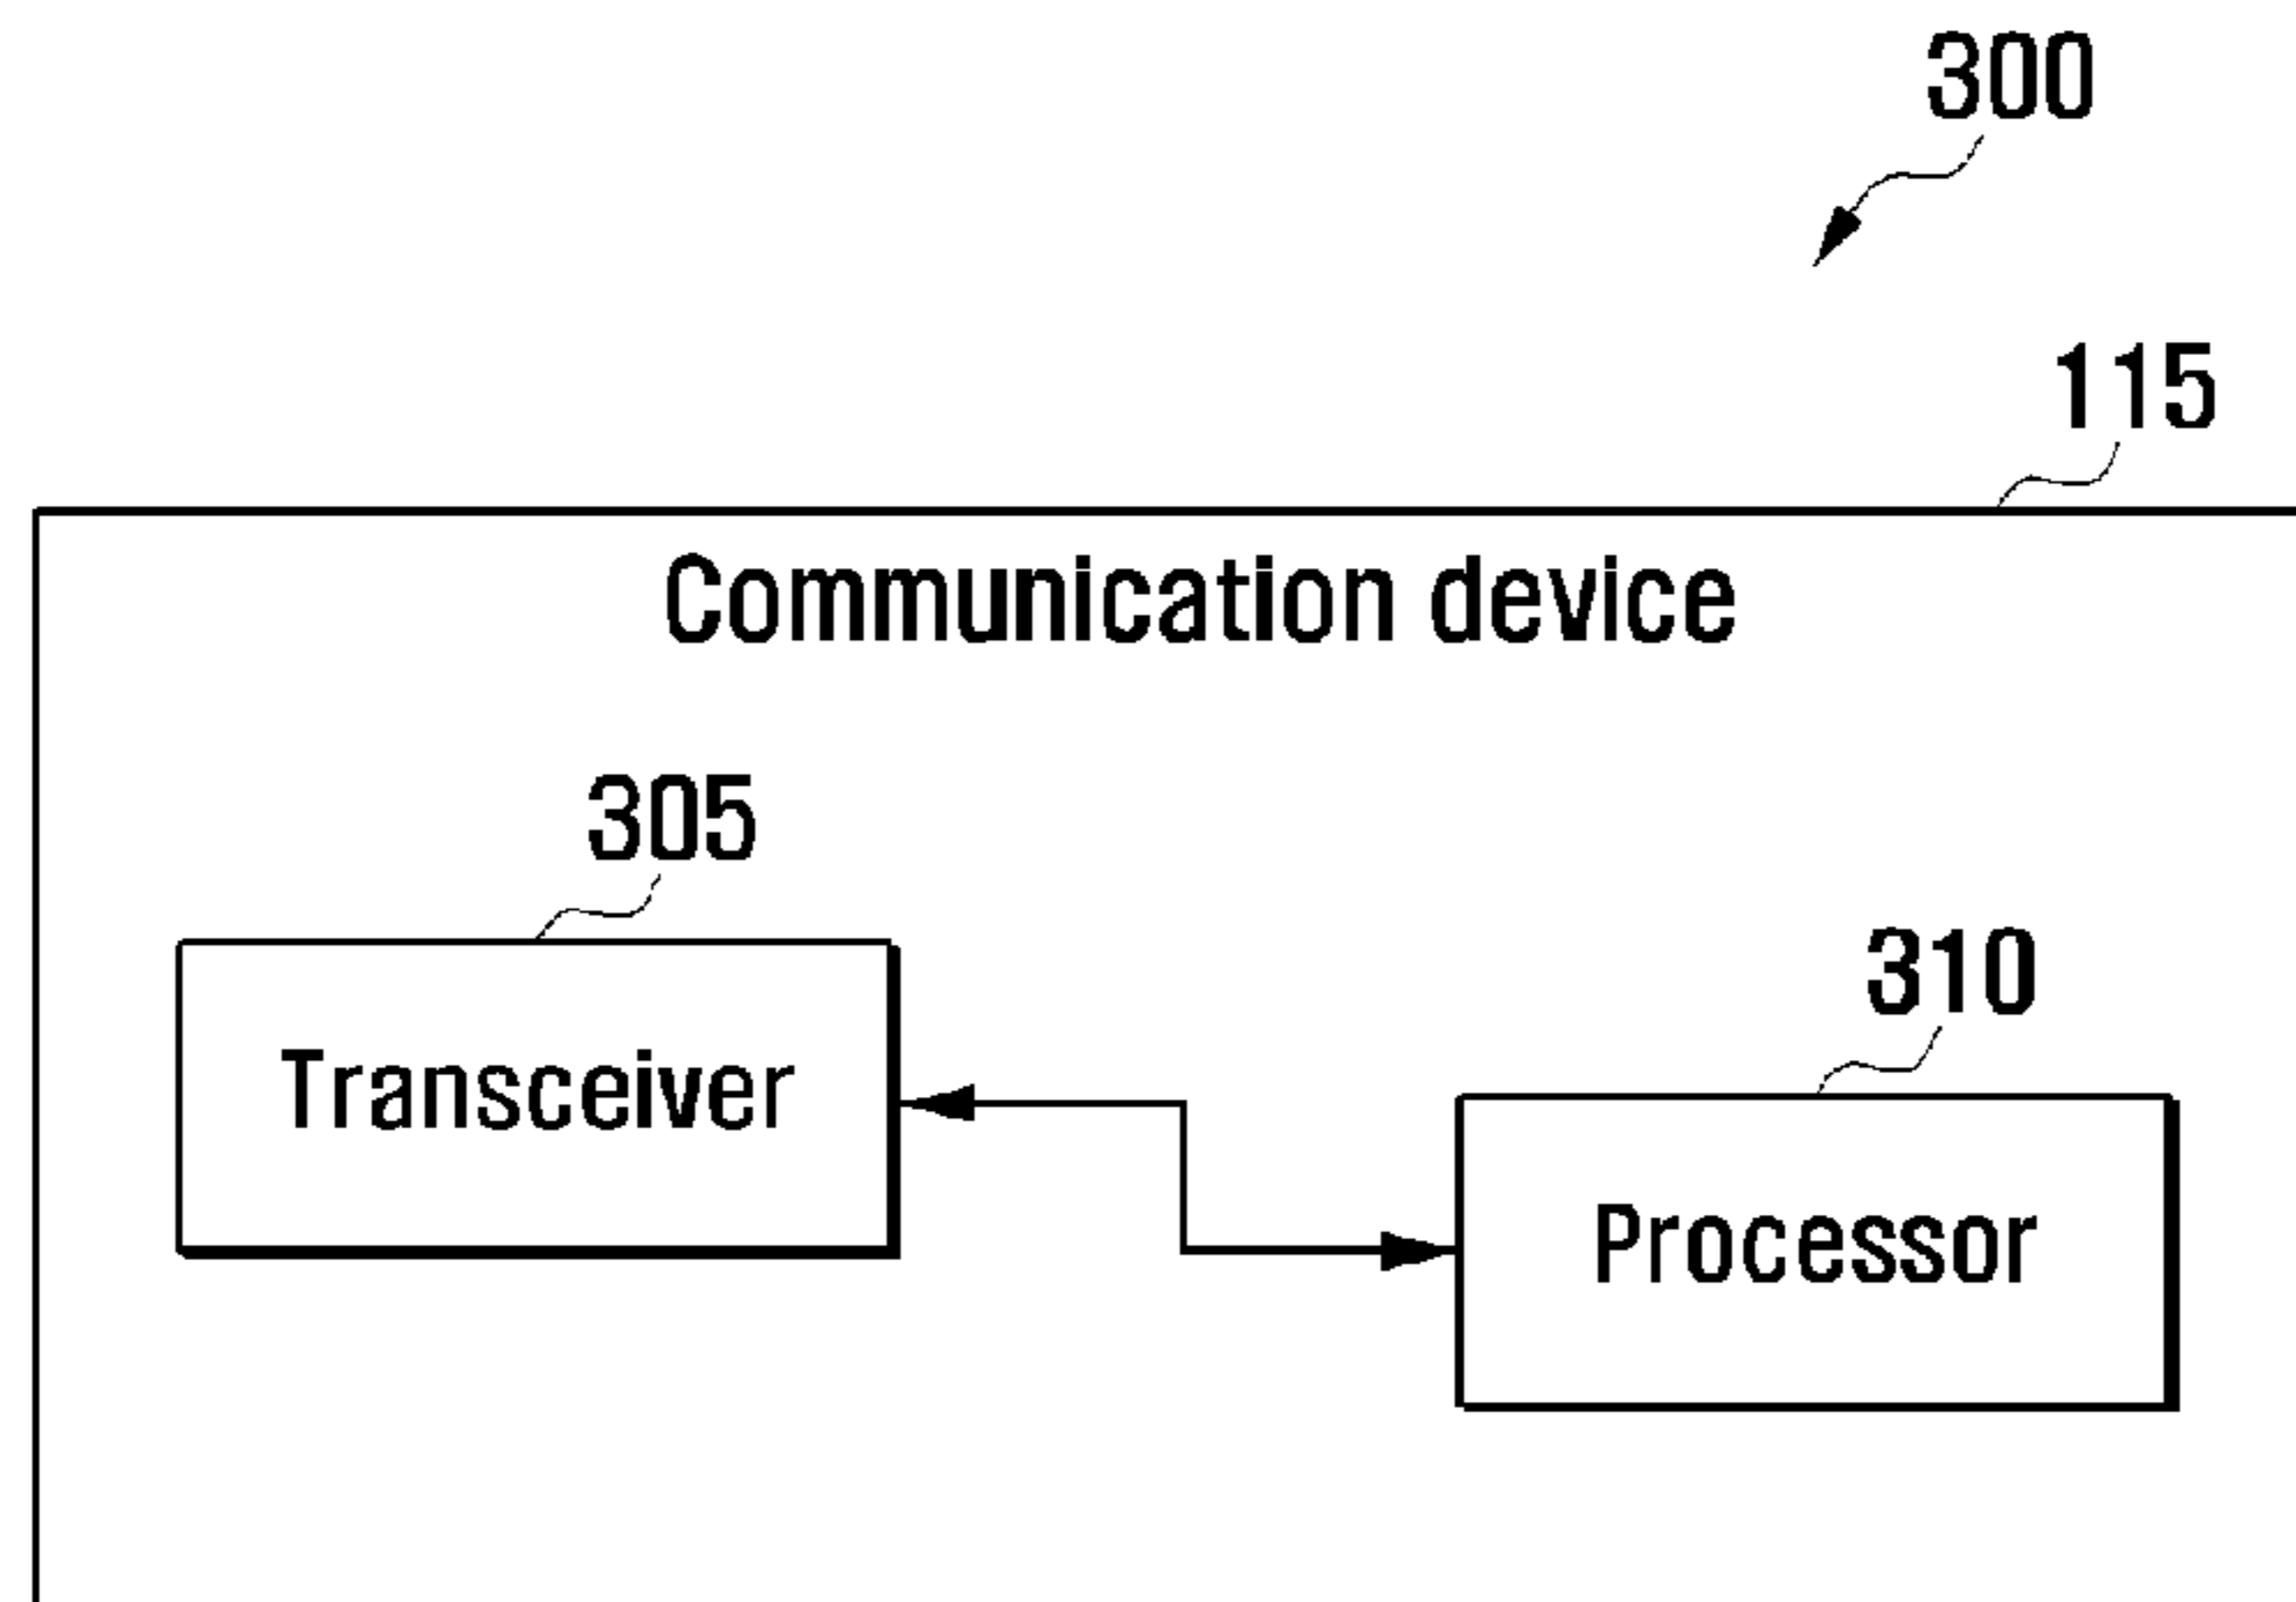 300
115
Communication device
305
310
Transceiver
Processor